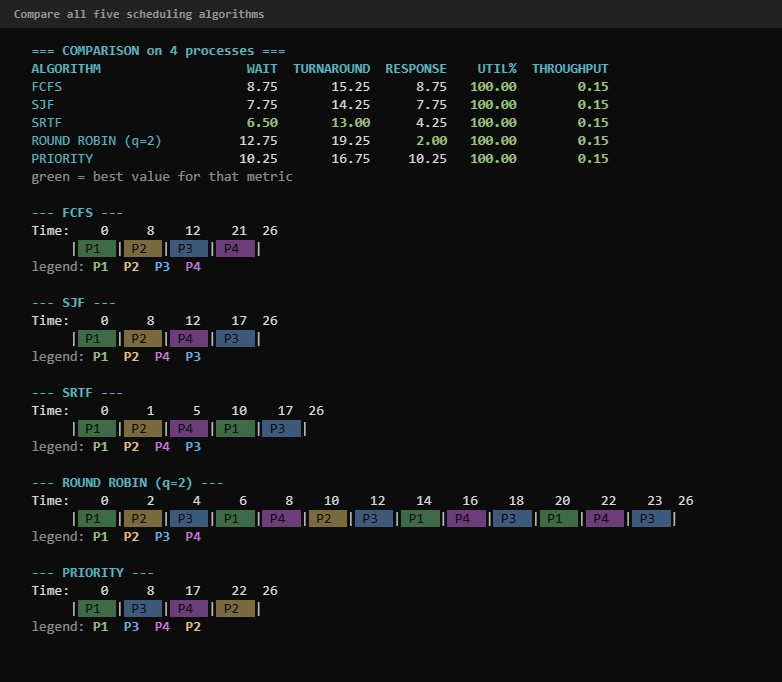 Compare all five scheduling algorithms
=== COMPARISON on 4 processes ===
ALGORITHM WAIT TURNAROUND RESPONSE UTIL% THROUGHPUT
FCFS 8.75 15.25 8.75 100.00 0.15
SJF 7.75 14.25 7.75 100.00 0.15
SRTF 6.50 13.00 4.25 100.00 0.15
ROUND ROBIN (q=2) 12.75 19.25 2.00 100.00 0.15
PRIORITY 10.25 16.75 10.25 100.00 0.15
green = best value for that metric
--- FCFS ---
Time: 0 8 12 21 26
| P1 | P2 | P3 | P4 |
legend: P1 P2 P3 P4
--- SJF ---
Time: 0 8 12 17 26
| P1 | P2 | P4 | P3 |
legend: P1 P2 P4 P3
--- SRTF ---
Time: 0 1 5 10 17 26
| P1 | P2 | P4 | P1 | P3 |
legend: P1 P2 P4 P3
--- ROUND ROBIN (q=2) ---
Time: 0 2 4 6 8 10 12 14 16 18 20 22 23 26
| P1 | P2 | P3 | P1 | P4 | P2 | P3 | P1 | P4 | P3 | P1 | P4 | P3 |
legend: P1 P2 P3 P4
--- PRIORITY ---
Time: 0 8 17 22 26
| P1 | P3 | P4 | P2 |
legend: P1 P3 P4 P2